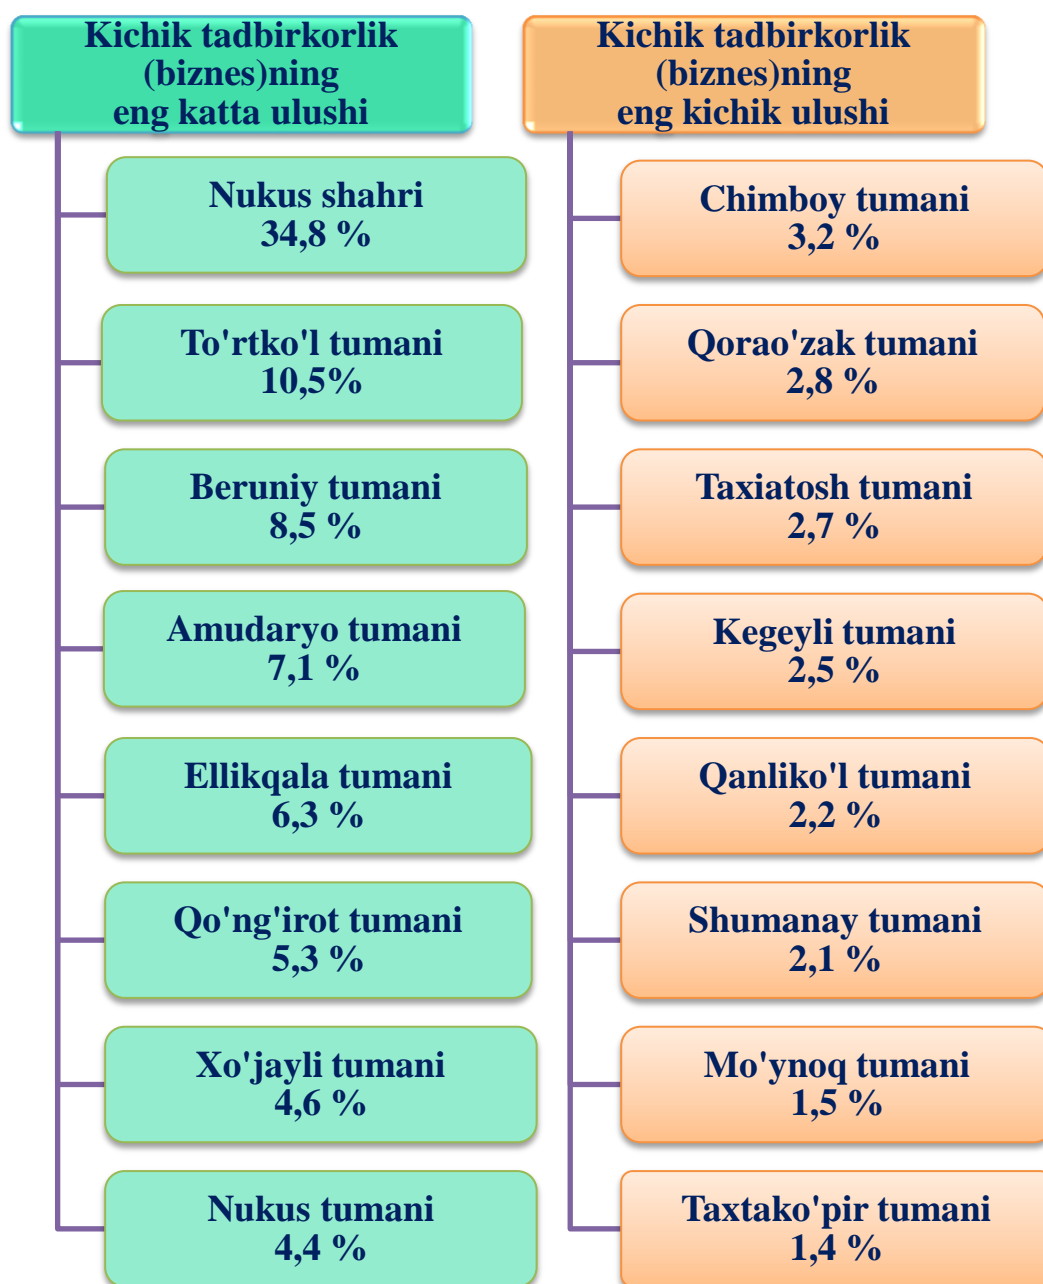 Kichik tadbirkorlik
(biznes)ning
eng katta ulushi
Nukus shahri
34,8 %
To'rtko'l tumani
10,5%
Beruniy tumani
8,5 %
Amudaryo tumani
7,1 %
Ellikqala tumani
6,3 %
Qo'ng'irot tumani
5,3 %
Xo'jayli tumani
4,6 %
Nukus tumani
4,4 %
Kichik tadbirkorlik
(biznes)ning
eng kichik ulushi
Chimboy tumani
3,2 %
Qorao'zak tumani
2,8 %
Taxiatosh tumani
2,7 %
Kegeyli tumani
2,5 %
Qanliko'l tumani
2,2 %
Shumanay tumani
2,1 %
Mo'ynoq tumani
1,5 %
Taxtako'pir tumani
1,4 %